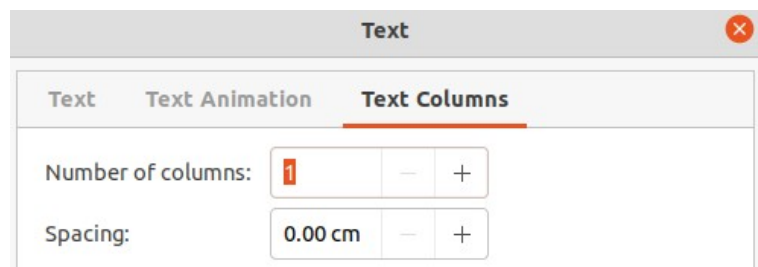 Text
Text Text Animation Text Columns
Number of columns: 1 — +
Spacing: 0.00 cm — +